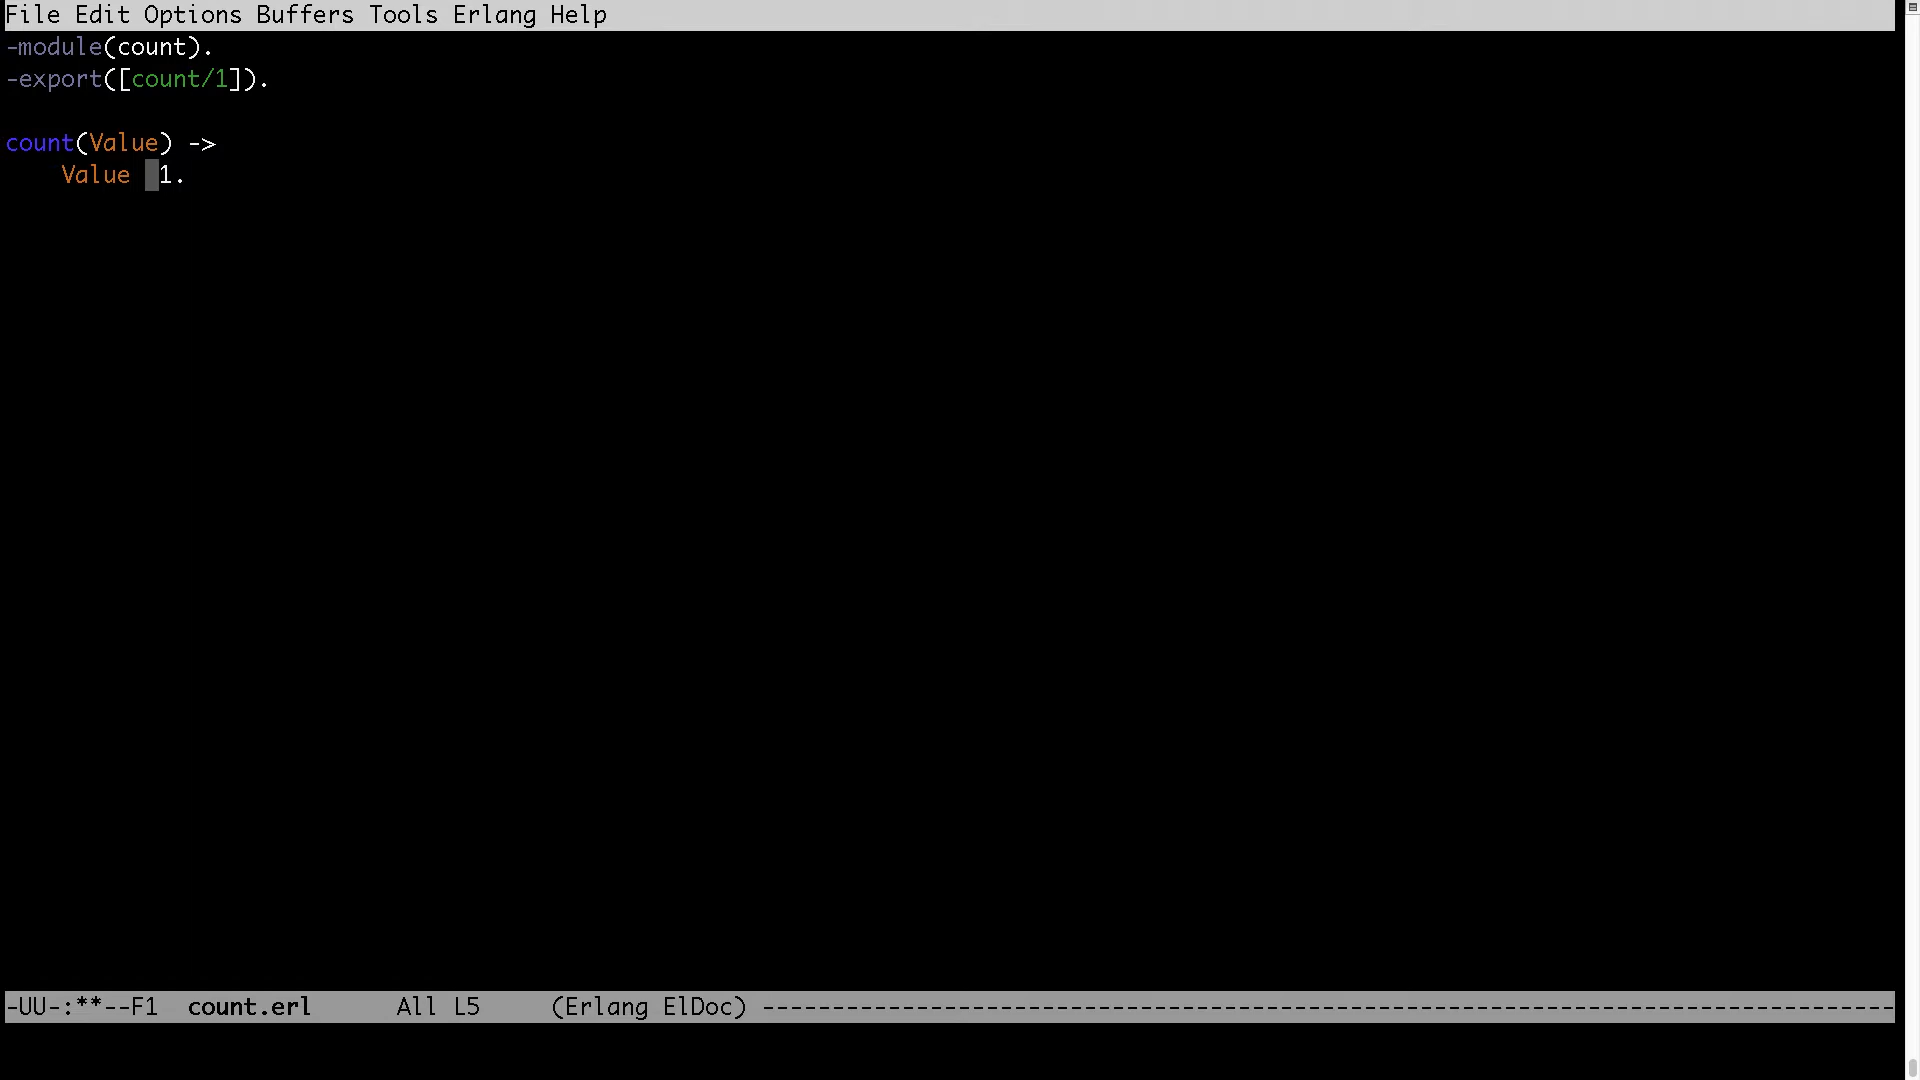 File Edit Options Buffers Tools Erlang Help
-module(count).
-export([count/1]).
count(Value) ->
    Value  1.
-UU-:**--F1  count.erl      All L5     (Erlang ElDoc) ----------------------------------------------------------------------------------